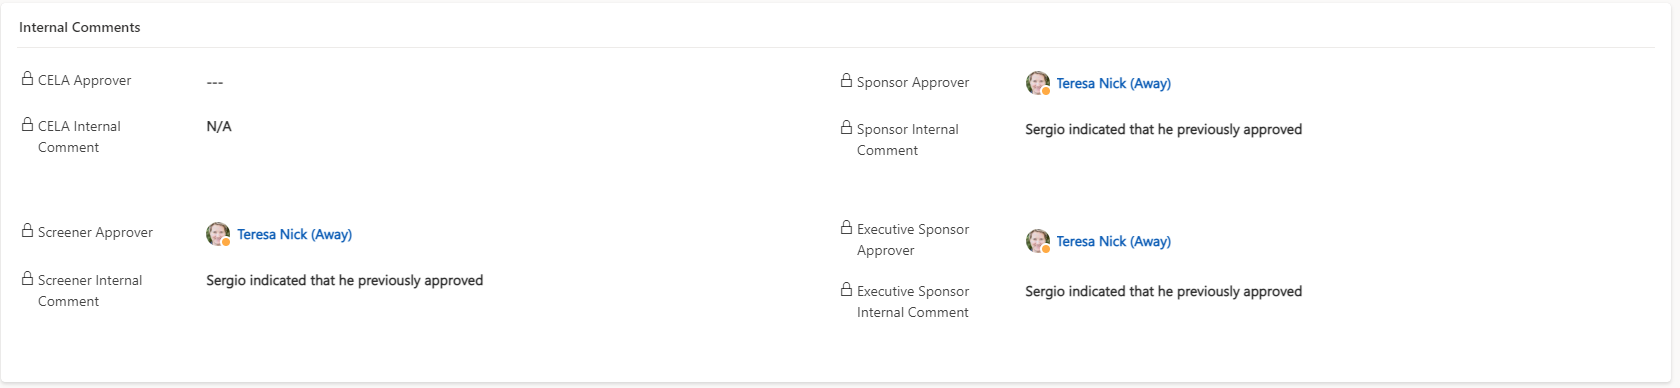 Internal Comments
CELA Approver
---
CELA Internal
Comment
N/A
Screener Approver
Teresa Nick (Away)
Screener Internal
Comment
Sergio indicated that he previously approved
Sponsor Approver
Teresa Nick (Away)
Sponsor Internal
Comment
Sergio indicated that he previously approved
Executive Sponsor
Approver
Teresa Nick (Away)
Executive Sponsor
Internal Comment
Sergio indicated that he previously approved